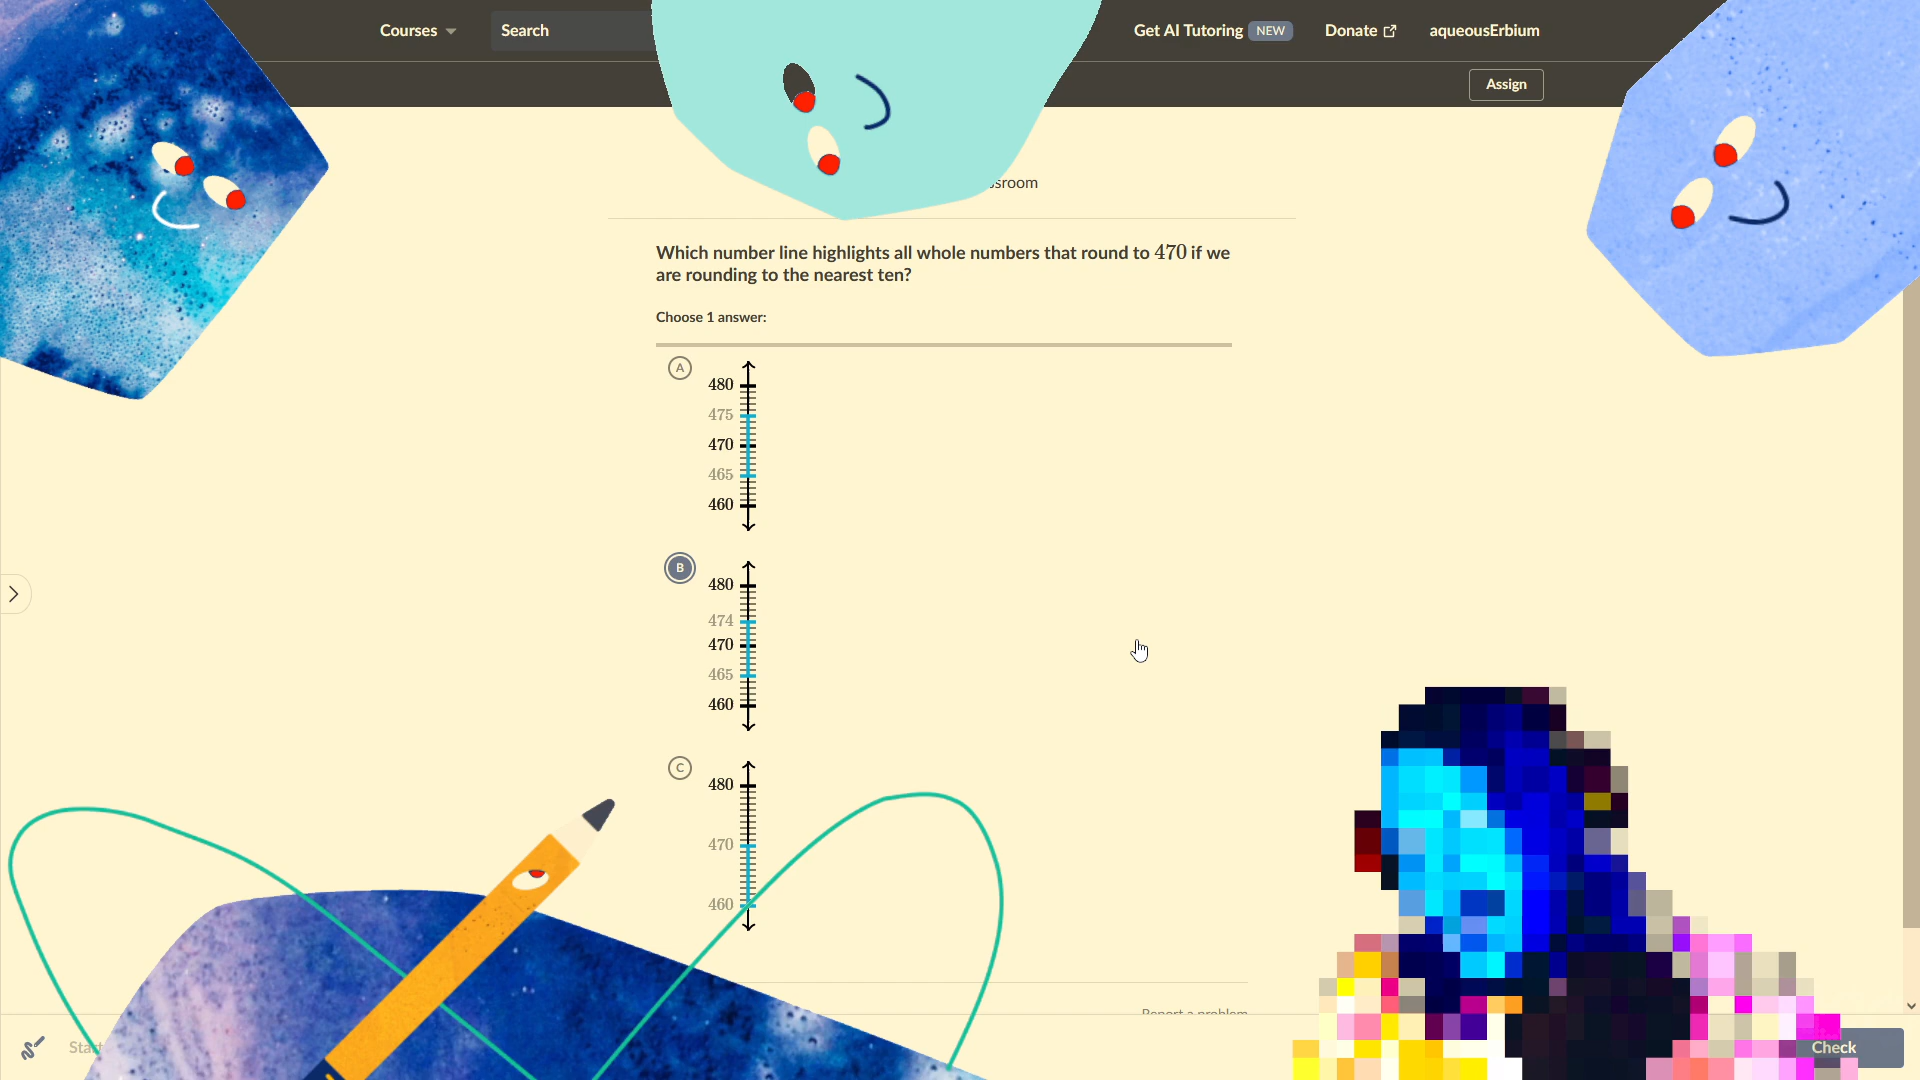 Courses
Search
Get AI Tutoring NEW
Donate
aqueousErbium
Assign
Which number line highlights all whole numbers that round to 470 if we
are rounding to the nearest ten?
Choose 1 answer:
A
480
475
470
465
460
B
480
474
470
465
460
C
480
470
460
Report a problem
Check